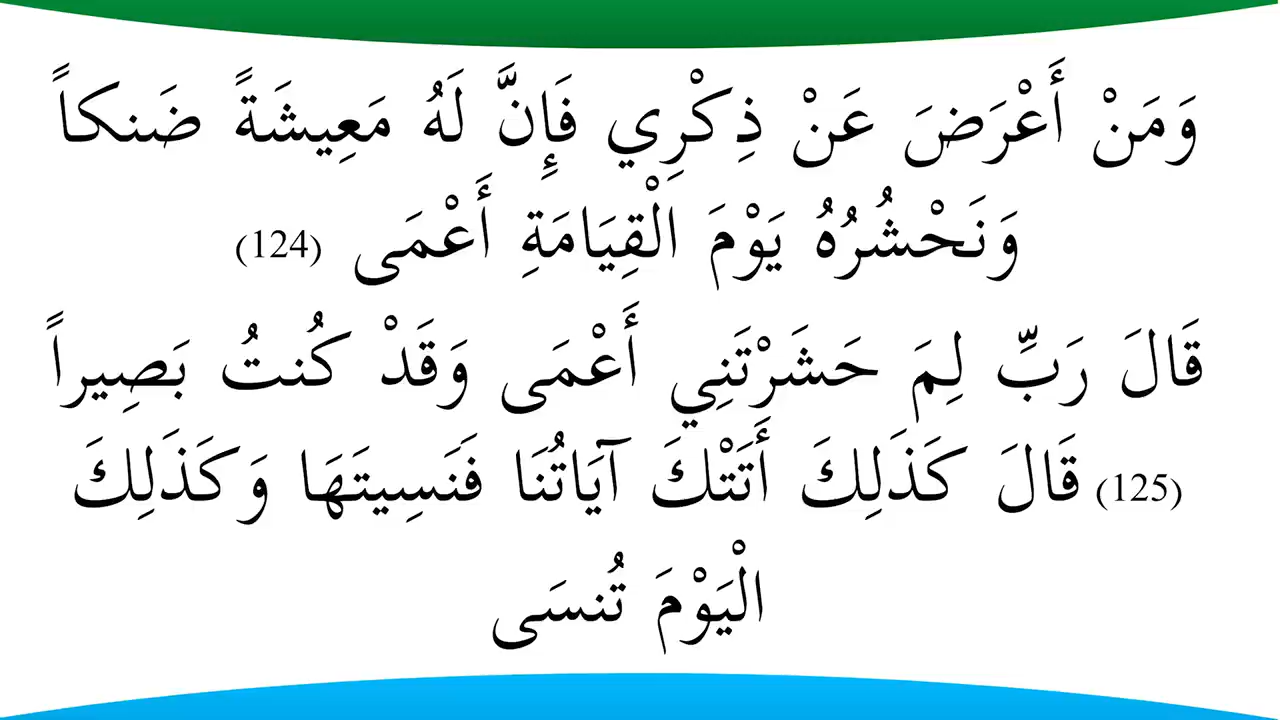 وَمَنْ أَعْرَضَ عَنْ ذِكْرِي فَإِنَّ لَهُ مَعِيشَةً ضَنكاً
وَنَحْشُرُهُ يَوْمَ الْقِيَامَةِ أَعْمَى (124)
قَالَ رَبِّ لِمَ حَشَرْتَنِي أَعْمَى وَقَدْ كُنتُ بَصِيراً
(125) قَالَ كَذَلِكَ أَتَتْكَ آيَاتُنَا فَنَسِيتَهَا وَكَذَلِكَ
الْيَوْمَ تُنسَى